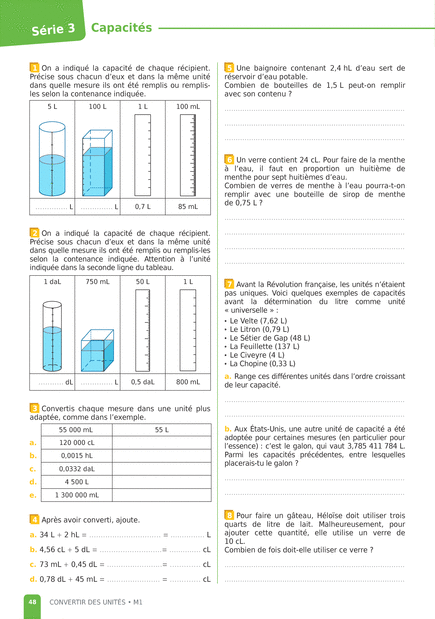 Série 3
Capacités
1 On a indiqué la capacité de chaque récipient.
Précise sous chacun d'eux et dans la même unité
dans quelle mesure ils ont été remplis ou remplis-
les selon la contenance indiquée.
5 L 100 L 1 L 100 mL
............ L ............ L 0,7 L 85 mL
2 On a indiqué la capacité de chaque récipient.
Précise sous chacun d'eux et dans la même unité
dans quelle mesure ils ont été remplis ou remplis-les
selon la contenance indiquée. Attention à l'unité
indiquée dans la seconde ligne du tableau.
1 daL 750 mL 50 L 1 L
.......... dL ............ L 0,5 daL 800 mL
3 Convertis chaque mesure dans une unité plus
adaptée, comme dans l'exemple.
55 000 mL 55 L
a. 120 000 cL
b. 0,0015 hL
c. 0,0332 daL
d. 4 500 L
e. 1 300 000 mL
4 Après avoir converti, ajoute.
a. 34 L + 2 hL = ........................ = ............ L
b. 4,56 cL + 5 dL = ........................ = ............ cL
c. 73 mL + 0,45 dL = ........................ = ............ cL
d. 0,78 dL + 45 mL = ........................ = ............ cL
5 Une baignoire contenant 2,4 hL d'eau sert de
réservoir d'eau potable.
Combien de bouteilles de 1,5 L peut-on remplir
avec son contenu ?
6 Un verre contient 24 cL. Pour faire de la menthe
à l'eau, il faut en proportion un huitième de
menthe pour sept huitièmes d'eau.
Combien de verres de menthe à l'eau pourra-t-on
remplir avec une bouteille de sirop de menthe
de 0,75 L ?
7 Avant la Révolution française, les unités n'étaient
pas uniques. Voici quelques exemples de capacités
avant la détermination du litre comme unité
« universelle » :
• Le Velte (7,62 L)
• Le Litron (0,79 L)
• Le Sétier de Gap (48 L)
• La Feuillette (137 L)
• Le Civeyre (4 L)
• La Chopine (0,33 L)
a. Range ces différentes unités dans l'ordre croissant
de leur capacité.
b. Aux États-Unis, une autre unité de capacité a été
adoptée pour certaines mesures (en particulier pour
l'essence) : c'est le galon, qui vaut 3,785 411 784 L.
Parmi les capacités précédentes, entre lesquelles
placerais-tu le galon ?
8 Pour faire un gâteau, Héloïse doit utiliser trois
quarts de litre de lait. Malheureusement, pour
ajouter cette quantité, elle utilise un verre de
10 cL.
Combien de fois doit-elle utiliser ce verre ?
48 CONVERTIR DES UNITÉS • M1